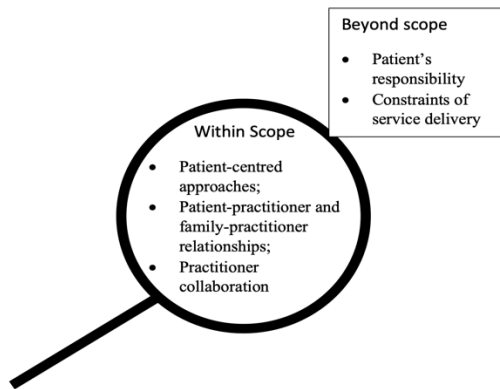 Beyond scope
• Patient's
responsibility
• Constraints of
service delivery
Within Scope
• Patient-centred
approaches;
• Patient-practitioner and
family-practitioner
relationships;
• Practitioner
collaboration